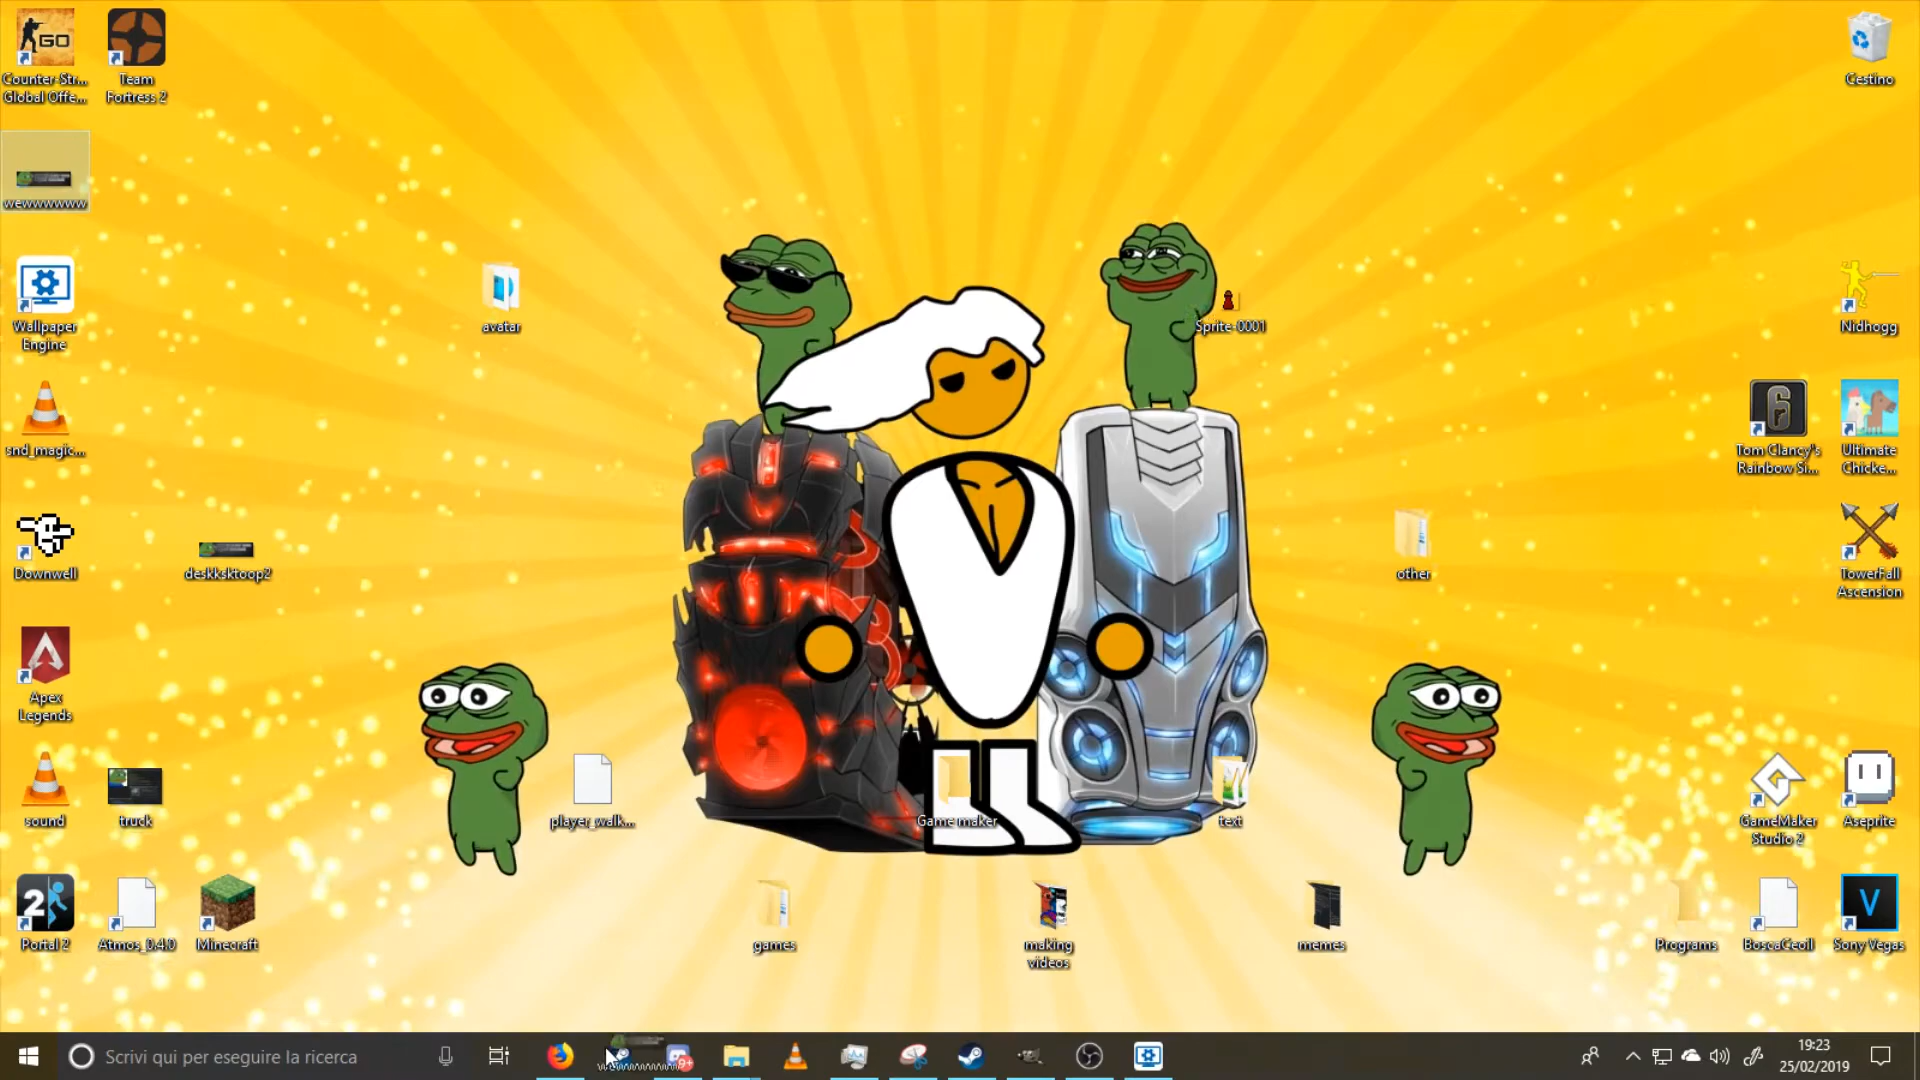 GO
Counter-Str...
Global Offe...
Team
Fortress 2
Cestino
wewwwwww
Wallpaper
Engine
avatar
Sprite-0001
Nidhogg
snd_magic...
6
Tom Clancy's
Rainbow Si...
Ultimate
Chicke...
Downwell
deskksktoop2
other
TowerFall
Ascension
Apex
Legends
sound
truck
player_walk...
Game maker
text
GameMaker
Studio 2
Aseprite
2
Portal 2
Atmos_0.4.0
Minecraft
games
making
videos
memes
Programs
BoscaCeoil
V
Sony Vegas
Scrivi qui per eseguire la ricerca
19:23
25/02/2019